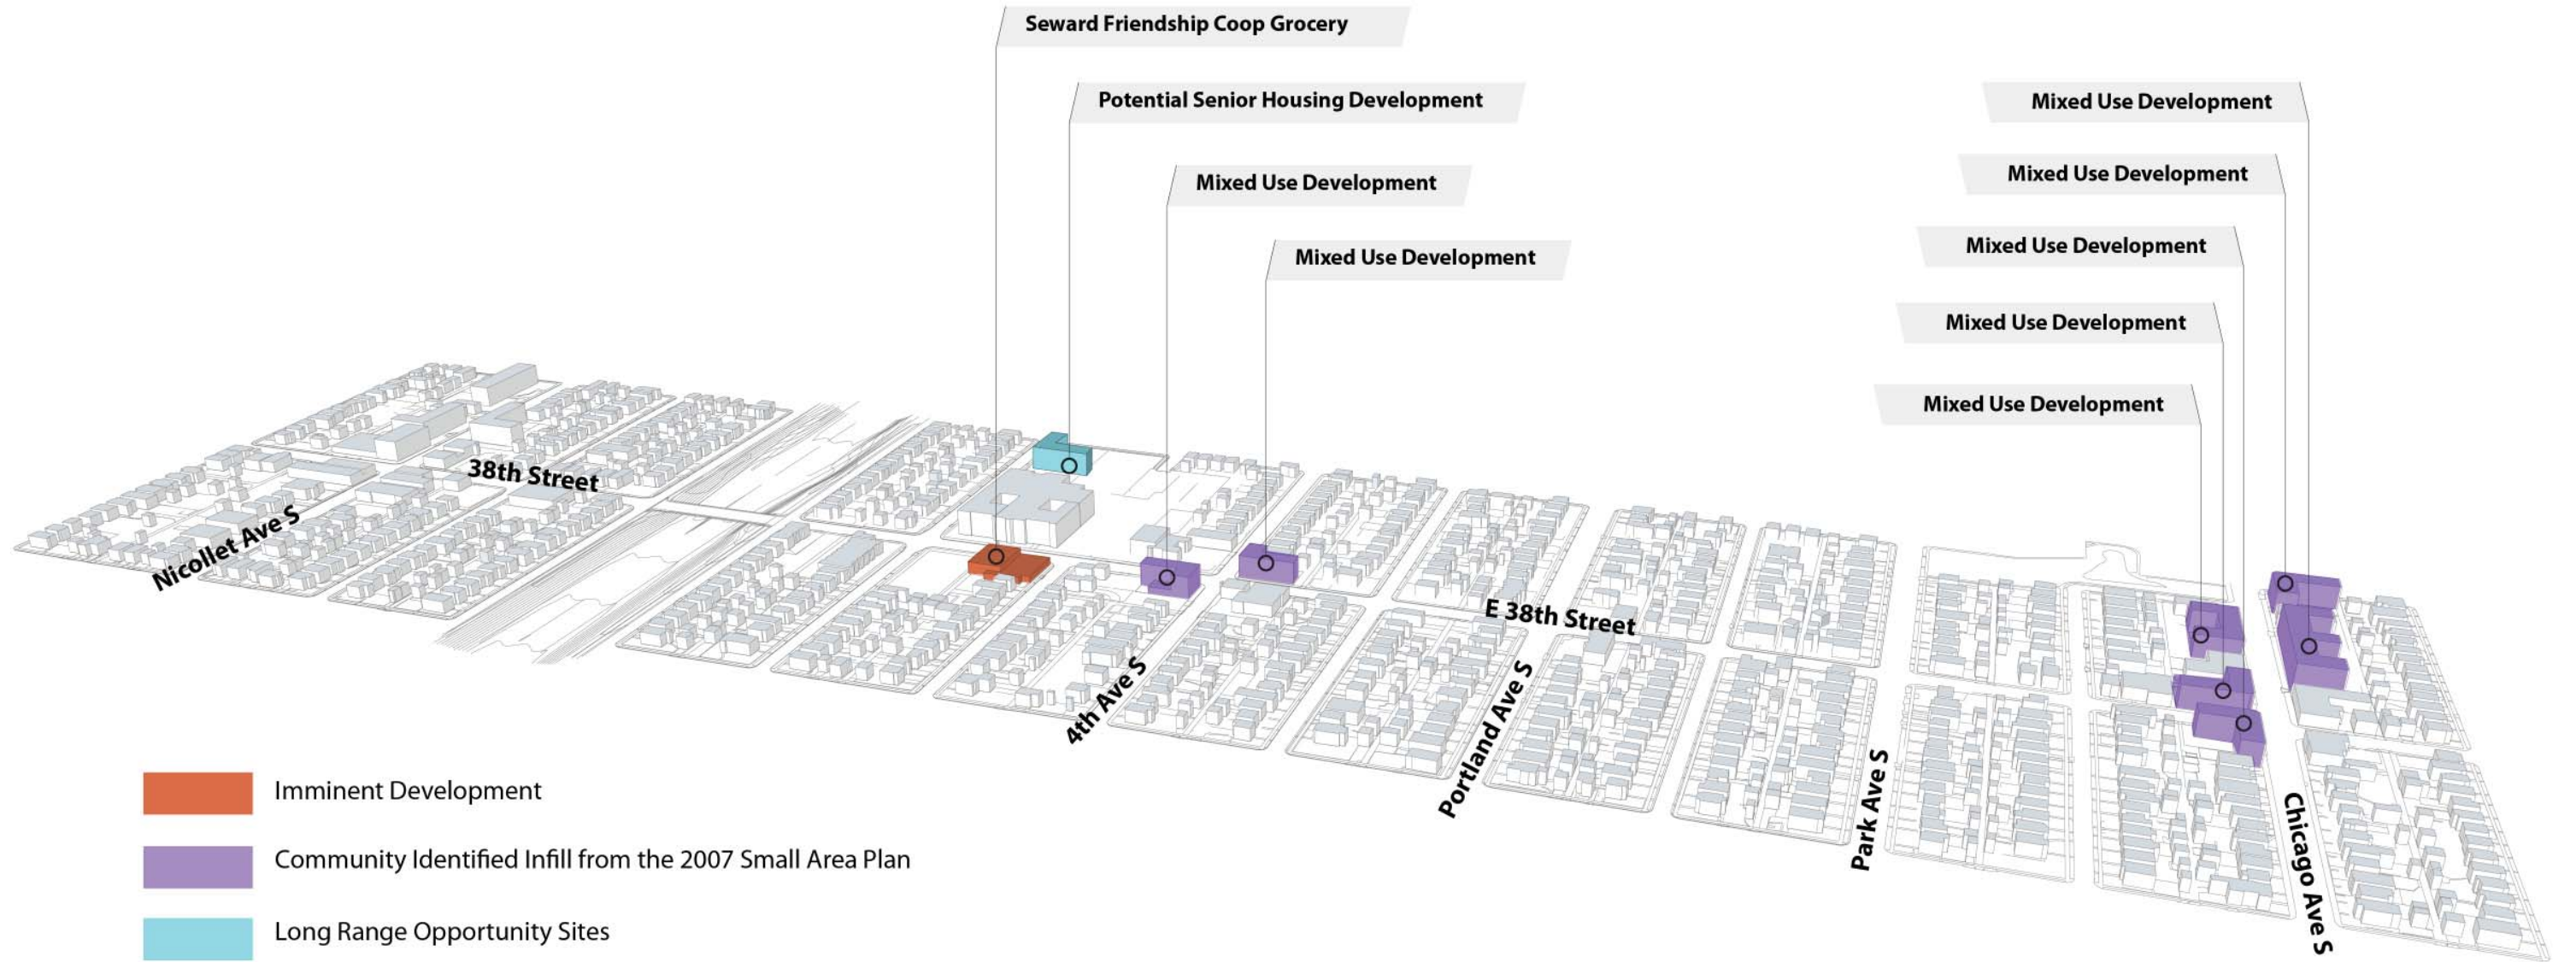 Seward Friendship Coop Grocery
Potential Senior Housing Development
Mixed Use Development
Mixed Use Development
Mixed Use Development
Mixed Use Development
Mixed Use Development
Mixed Use Development
Mixed Use Development
38th Street
Nicollet Ave S
E 38th Street
4th Ave S
Portland Ave S
Park Ave S
Chicago Ave S
Imminent Development
Community Identified Infill from the 2007 Small Area Plan
Long Range Opportunity Sites